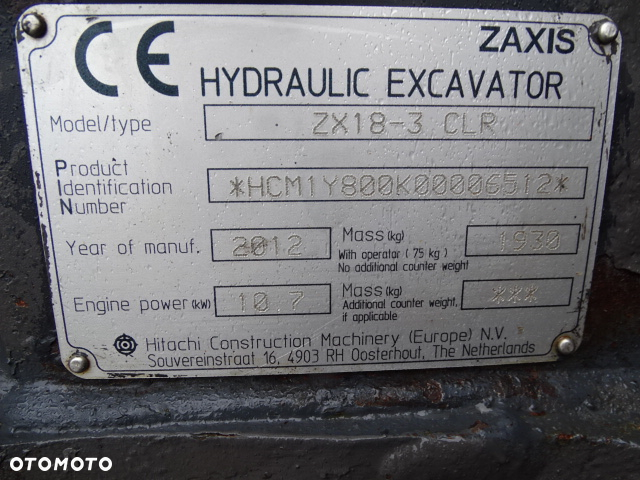 CE ZAXIS
HYDRAULIC EXCAVATOR
Model/type ZX18-3 CLR
Product
Identification
Number
*HCM1Y800K00006512*
Year of manuf. 2012
Mass (kg)
With operator ( 75 kg )
No additional counter weight
1930
Engine power (kW) 10.7
Mass (kg)
Additional counter weight,
if applicable
***
Hitachi Construction Machinery (Europe) N.V.
Souvereinstraat 16, 4903 RH Oosterhout, The Netherlands
OTOMOTO